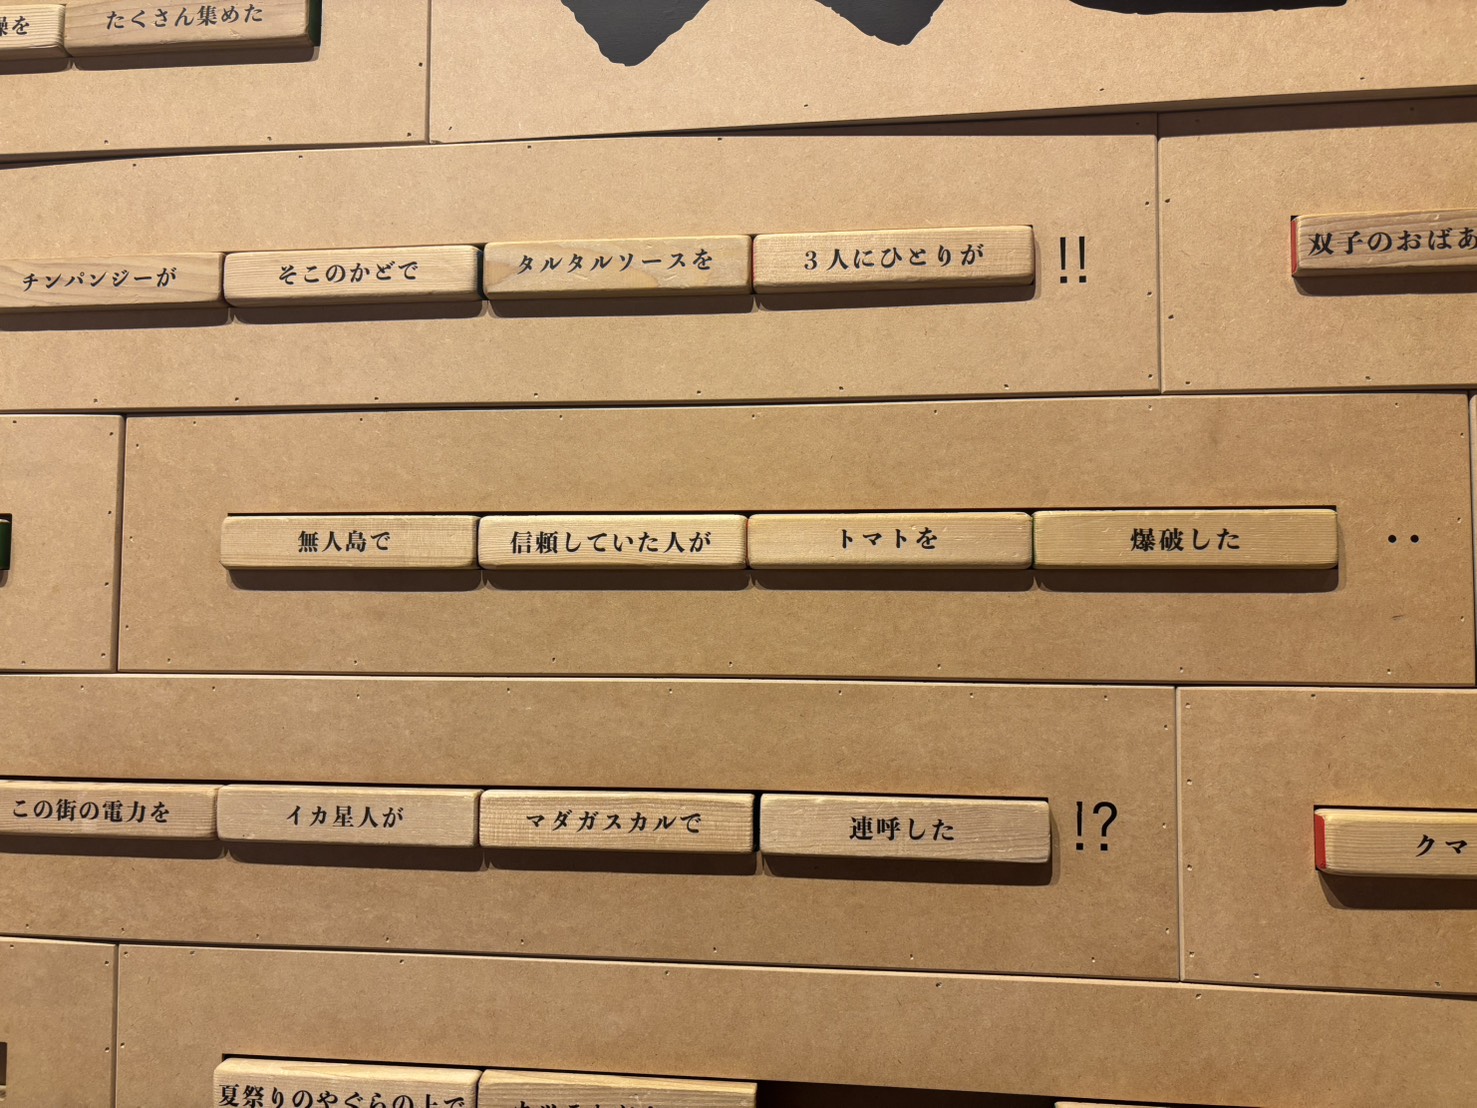 たくさん集めた
チンパンジーが そこのかどで タルタルソースを 3人にひとりが !!
双子のおばあ
無人島で 信頼していた人が トマトを 爆破した ‥
この街の電力を イカ星人が マダガスカルで 連呼した !?
クマ
夏祭りのやぐらの上で